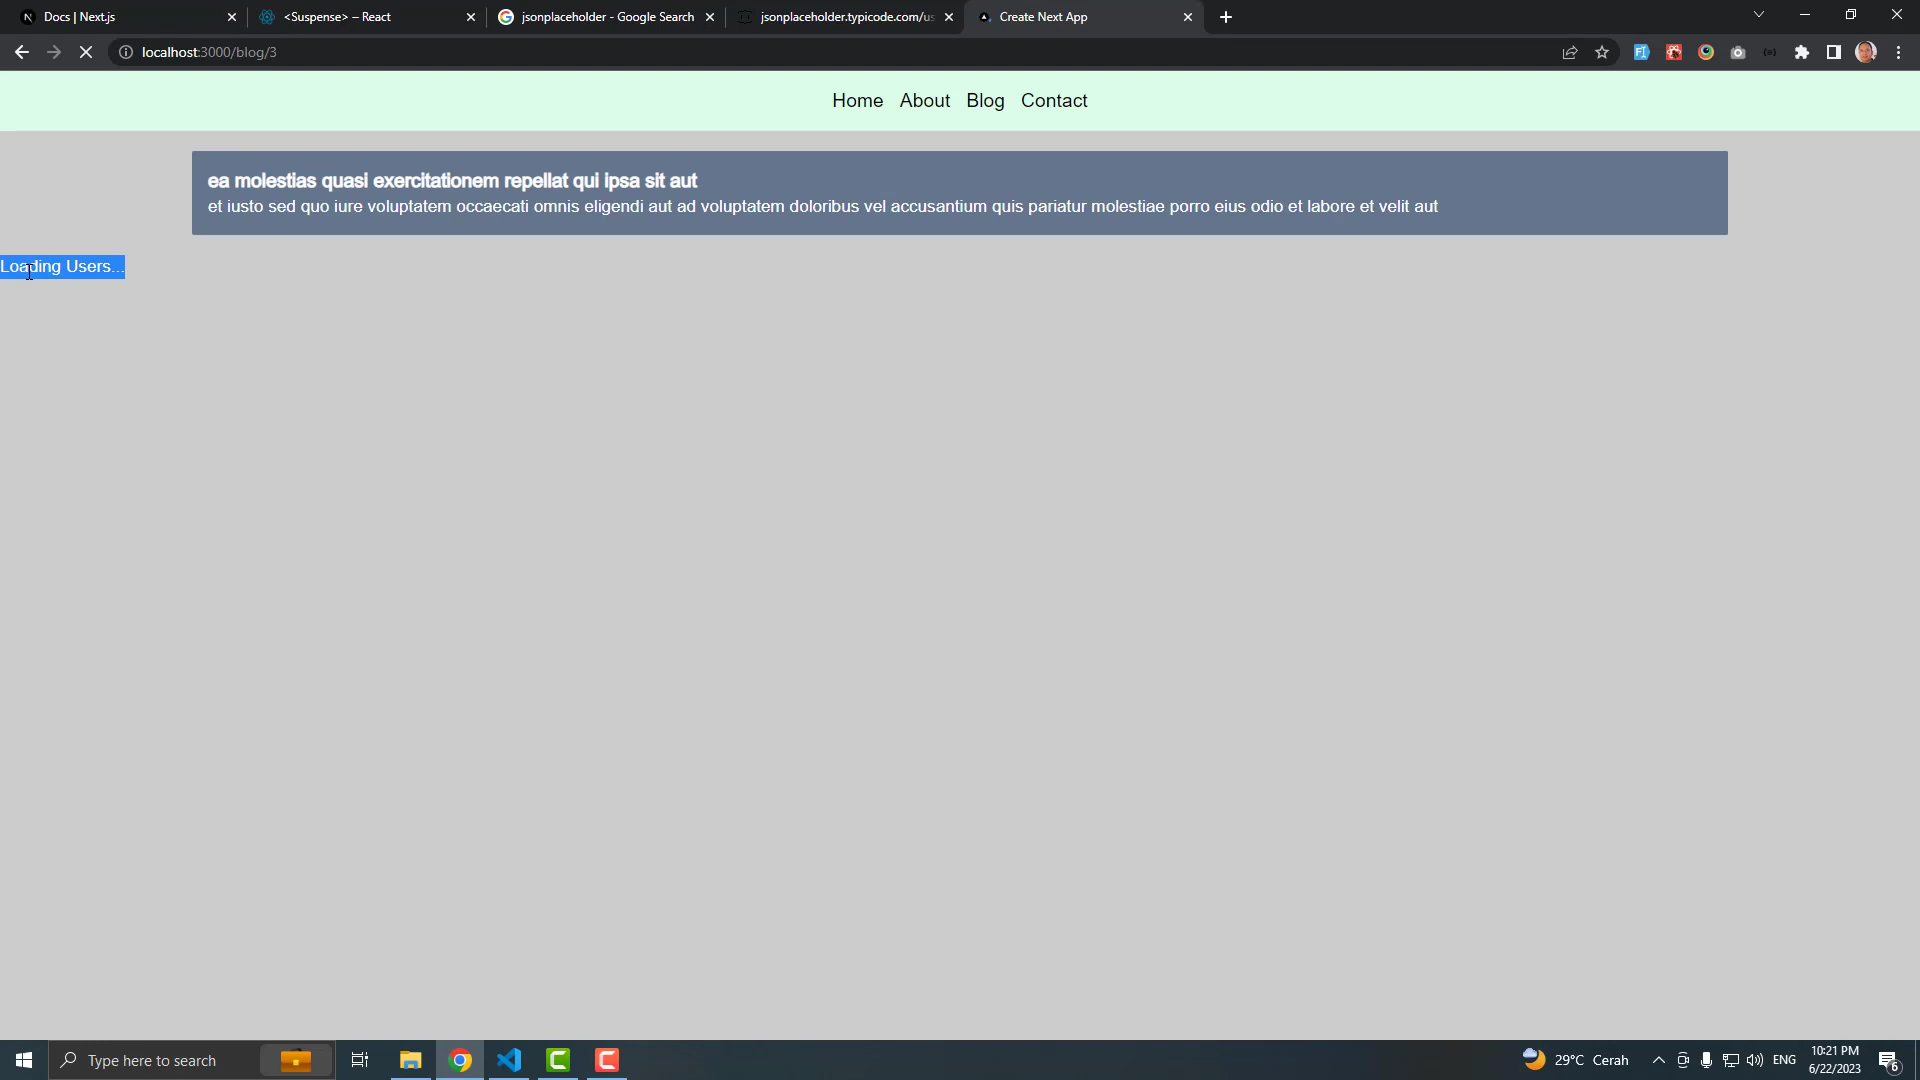 Docs | Next.js
<Suspense> – React
jsonplaceholder - Google Search
jsonplaceholder.typicode.com/us
Create Next App
localhost:3000/blog/3
Home About Blog Contact
ea molestias quasi exercitationem repellat qui ipsa sit aut
et iusto sed quo iure voluptatem occaecati omnis eligendi aut ad voluptatem doloribus vel accusantium quis pariatur molestiae porro eius odio et labore et velit aut
Loading Users...
Type here to search
29°C Cerah
ENG
10:21 PM
6/22/2023
6